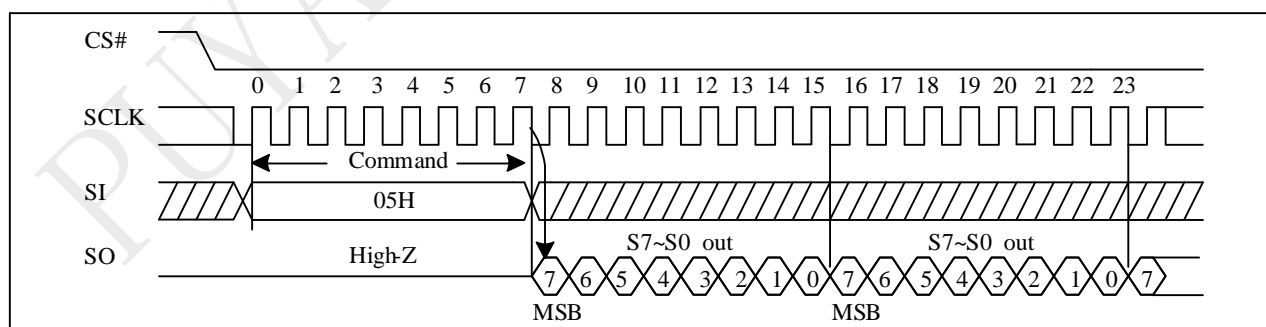 PUYA
CS#
0 1 2 3 4 5 6 7 8 9 10 11 12 13 14 15 16 17 18 19 20 21 22 23
SCLK
Command
SI
05H
S7~S0 out S7~S0 out
SO
High-Z
7 6 5 4 3 2 1 0 7 6 5 4 3 2 1 0 7
MSB MSB